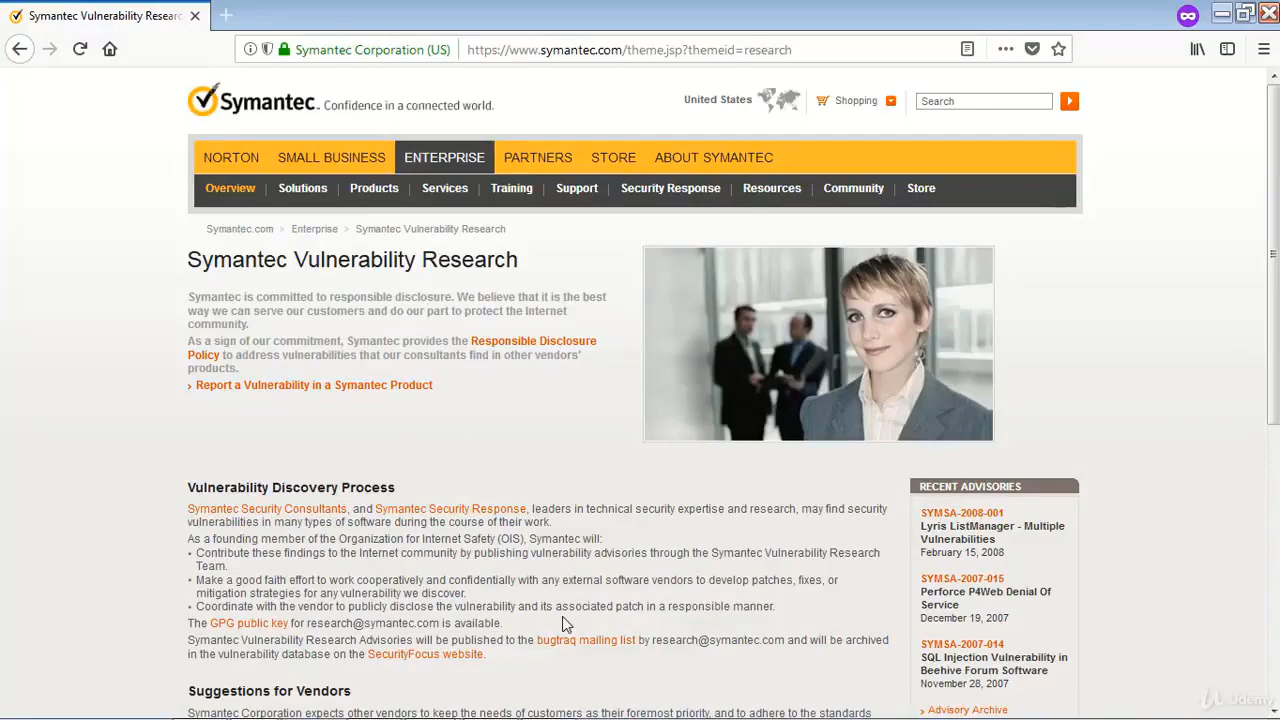 Symantec Vulnerability Researc
Symantec Corporation (US)
https://www.symantec.com/theme.jsp?themeid=research
Symantec. Confidence in a connected world.
United States
Shopping
Search
NORTON SMALL BUSINESS ENTERPRISE PARTNERS STORE ABOUT SYMANTEC
Overview Solutions Products Services Training Support Security Response Resources Community Store
Symantec.com > Enterprise > Symantec Vulnerability Research
Symantec Vulnerability Research
Symantec is committed to responsible disclosure. We believe that it is the best
way we can serve our customers and do our part to protect the Internet
community.
As a sign of our commitment, Symantec provides the Responsible Disclosure
Policy to address vulnerabilities that our consultants find in other vendors'
products.
› Report a Vulnerability in a Symantec Product
Vulnerability Discovery Process
Symantec Security Consultants, and Symantec Security Response, leaders in technical security expertise and research, may find security
vulnerabilities in many types of software during the course of their work.
As a founding member of the Organization for Internet Safety (OIS), Symantec will:
• Contribute these findings to the Internet community by publishing vulnerability advisories through the Symantec Vulnerability Research
Team.
• Make a good faith effort to work cooperatively and confidentially with any external software vendors to develop patches, fixes, or
mitigation strategies for any vulnerability we discover.
• Coordinate with the vendor to publicly disclose the vulnerability and its associated patch in a responsible manner.
The GPG public key for research@symantec.com is available.
Symantec Vulnerability Research Advisories will be published to the bugtraq mailing list by research@symantec.com and will be archived
in the vulnerability database on the SecurityFocus website.
Suggestions for Vendors
Symantec Corporation expects other vendors to keep the needs of customers as their foremost priority, and to adhere to the standards
RECENT ADVISORIES
SYMSA-2008-001
Lyris ListManager - Multiple
Vulnerabilities
February 15, 2008
SYMSA-2007-015
Perforce P4Web Denial Of
Service
December 19, 2007
SYMSA-2007-014
SQL Injection Vulnerability in
Beehive Forum Software
November 28, 2007
› Advisory Archive
Udemy